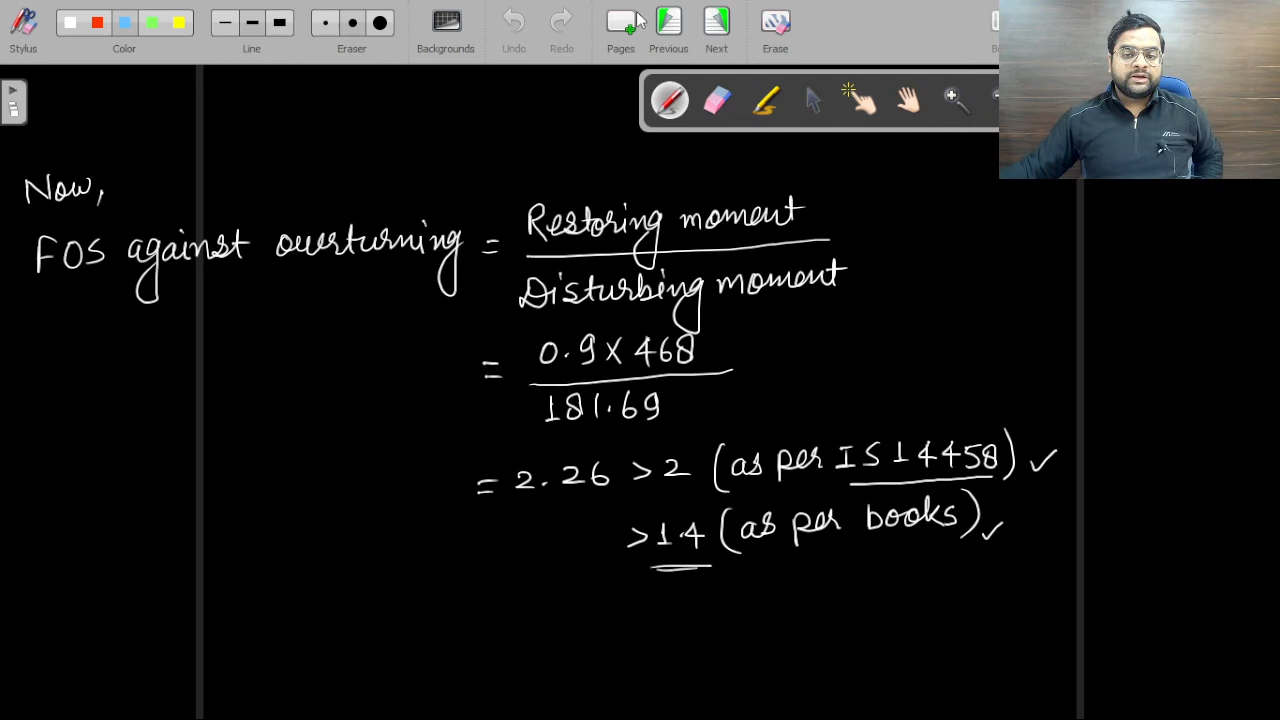 Stylus Color Line Eraser Backgrounds Undo Redo Pages Previous Next Erase
Now,
FOS against overturning = Restoring moment
Disturbing moment
= 0.9 × 468
181.69
= 2.26 > 2 (as per IS 14458) ✓
> 1.4 (as per books) ✓